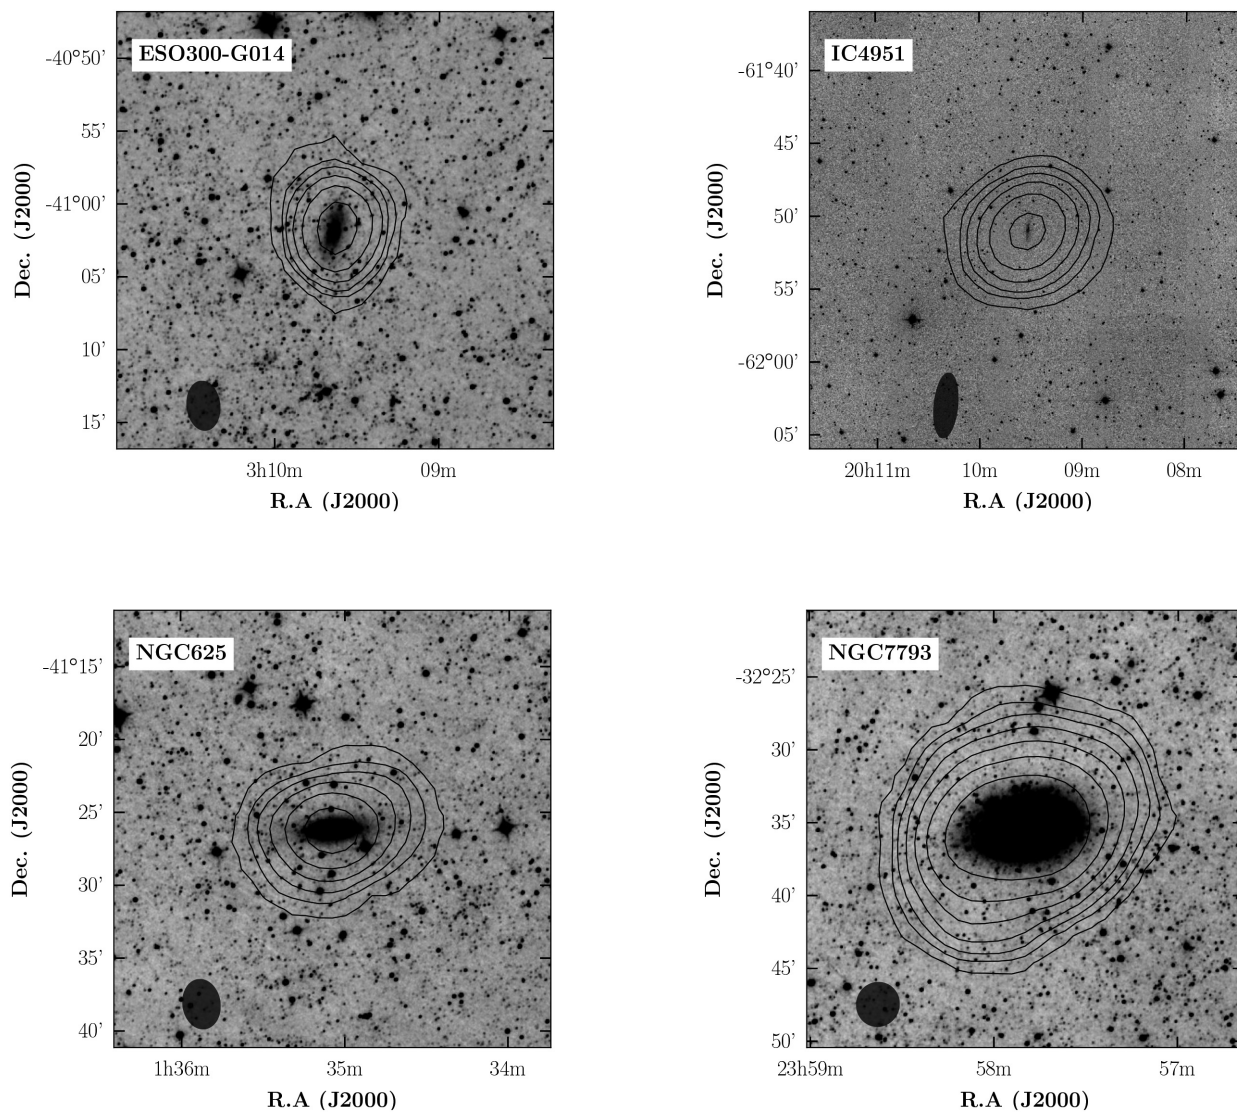 ESO300-G014
-40°50'
55'
-41°00'
05'
10'
15'
Dec. (J2000)
3h10m 09m
R.A (J2000)
IC4951
-61°40'
45'
50'
55'
-62°00'
05'
Dec. (J2000)
20h11m 10m 09m 08m
R.A (J2000)
NGC625
-41°15'
20'
25'
30'
35'
40'
Dec. (J2000)
1h36m 35m 34m
R.A (J2000)
NGC7793
-32°25'
30'
35'
40'
45'
50'
Dec. (J2000)
23h59m 58m 57m
R.A (J2000)